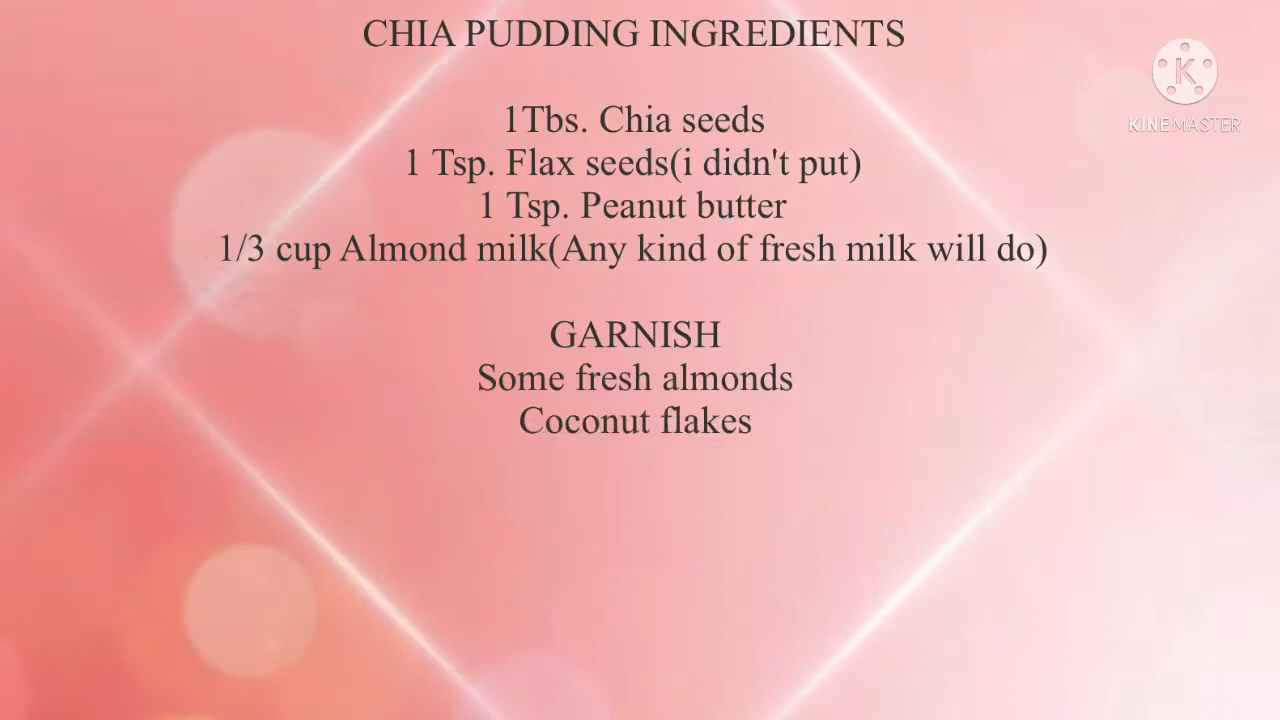 CHIA PUDDING INGREDIENTS
1Tbs. Chia seeds
1 Tsp. Flax seeds(i didn't put)
1 Tsp. Peanut butter
1/3 cup Almond milk(Any kind of fresh milk will do)
GARNISH
Some fresh almonds
Coconut flakes
K
KINEMASTER